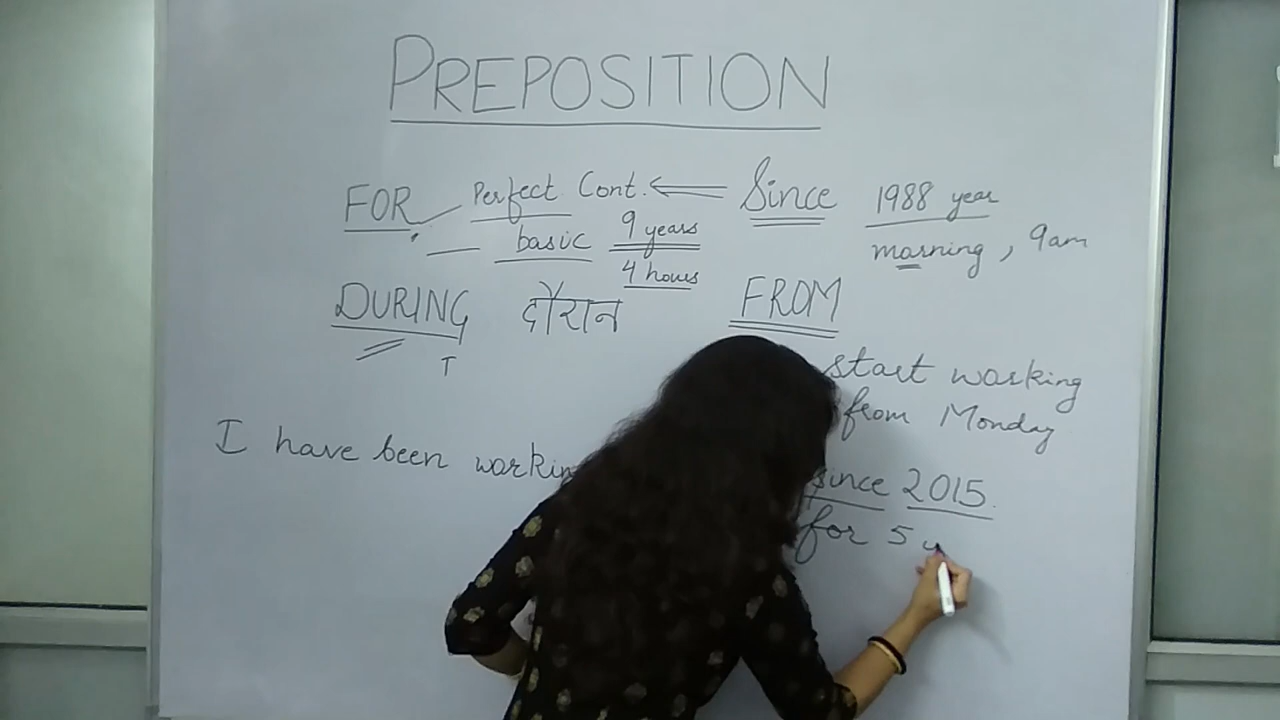 PREPOSITION
FOR Perfect Cont. Since 1988 year
basic 9 years morning, 9am
4 hours
DURING दौरान FROM
T
start working
from Monday
I have been since 2015.
for 5